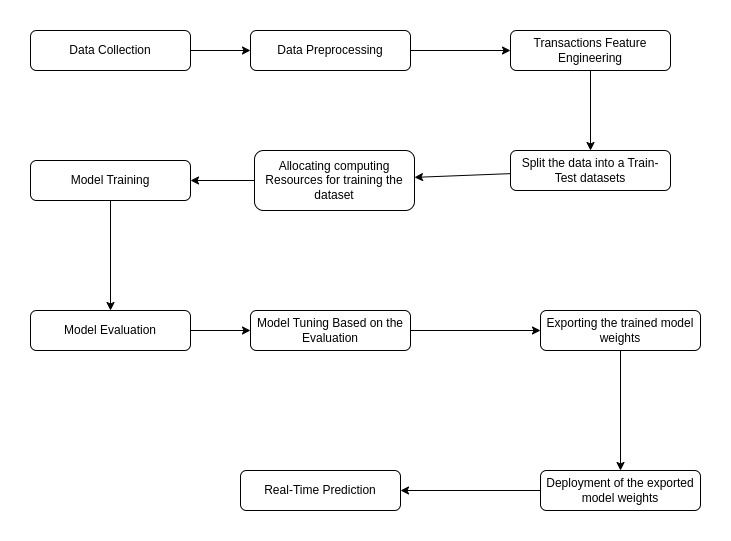 Data Collection
Data Preprocessing
Transactions Feature
Engineering
Split the data into a Train-
Test datasets
Allocating computing
Resources for training the
dataset
Model Training
Model Evaluation
Model Tuning Based on the
Evaluation
Exporting the trained model
weights
Deployment of the exported
model weights
Real-Time Prediction